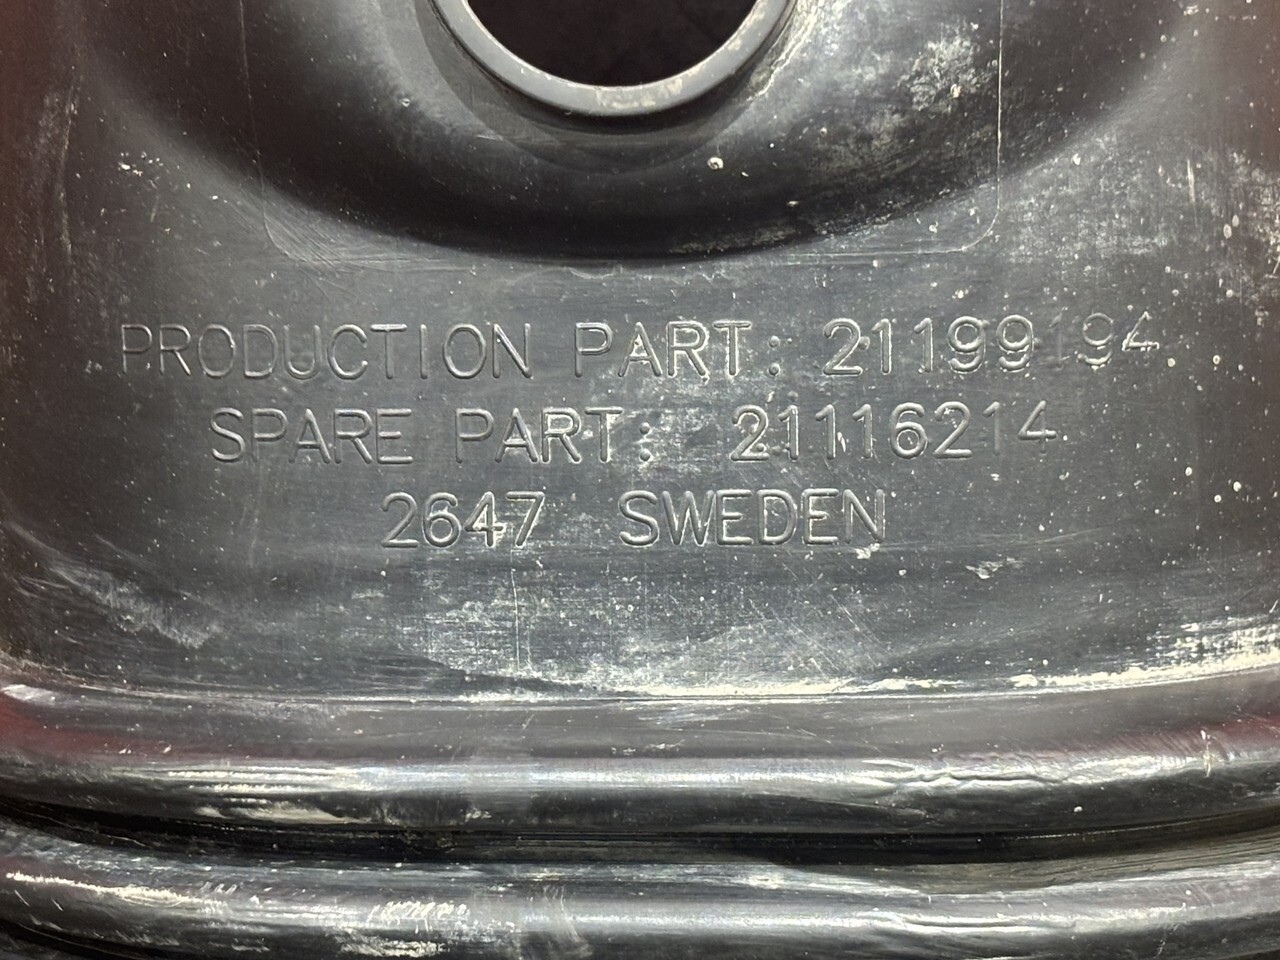 PRODUCTION PART: 21199194
SPARE PART: 21116214
2647 SWEDEN